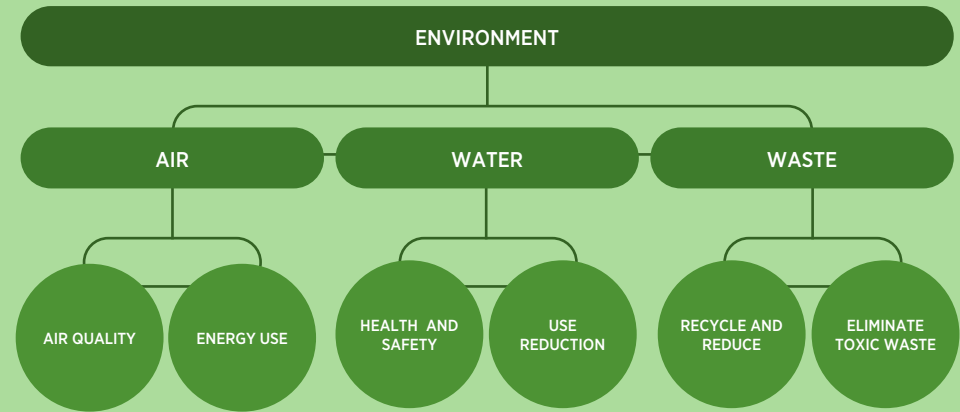 ENVIRONMENT
AIR
WATER
WASTE
AIR QUALITY
ENERGY USE
HEALTH AND
SAFETY
USE
REDUCTION
RECYCLE AND
REDUCE
ELIMINATE
TOXIC WASTE